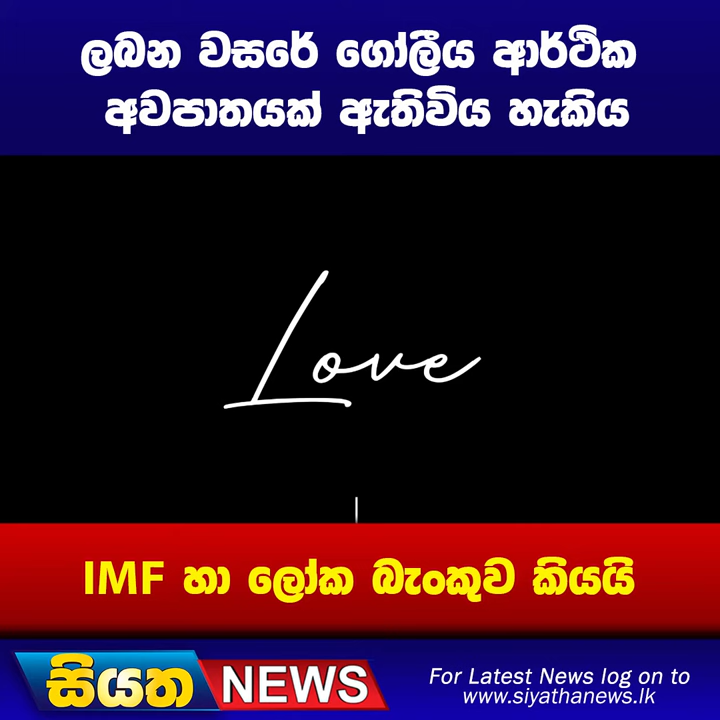 ලබන වසරේ ගෝලීය ආර්ථික
අවපාතයක් ඇතිවිය හැකිය
Love
IMF හා ලෝක බැංකුව කියයි
සියත NEWS
For Latest News log on to
www.siyathanews.lk